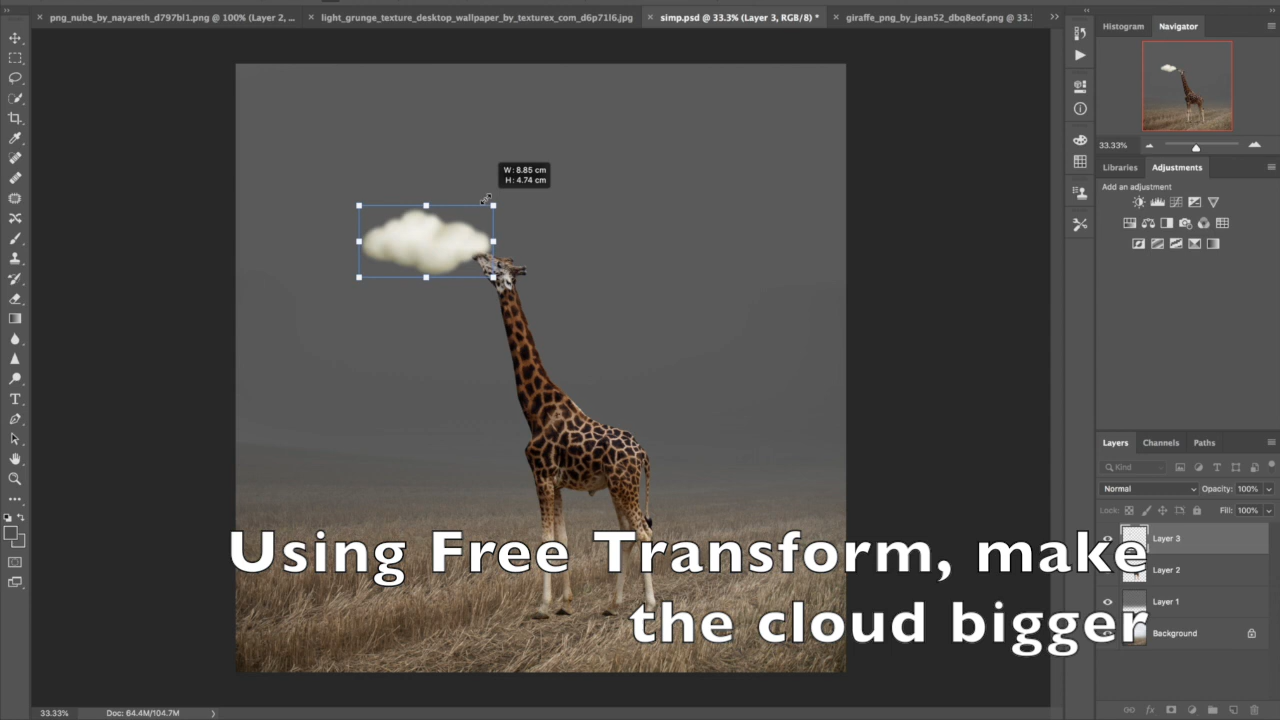 png_nube_by_nayareth_d797bl1.png @ 100% (Layer 2, ...
light_grunge_texture_desktop_wallpaper_by_texturex_com_d6p71l6.jpg
simp.psd @ 33.3% (Layer 3, RGB/8) *
giraffe_png_by_jean52_dbq8eof.png @ 33.3
Histogram
Navigator
33.33%
Libraries
Adjustments
Add an adjustment
W: 8.85 cm
H: 4.74 cm
Layers
Channels
Paths
Kind
Normal
Opacity: 100%
Lock:
Fill: 100%
Layer 3
Layer 2
Layer 1
Background
Using Free Transform, make
the cloud bigger
33.33%
Doc: 64.4M/104.7M